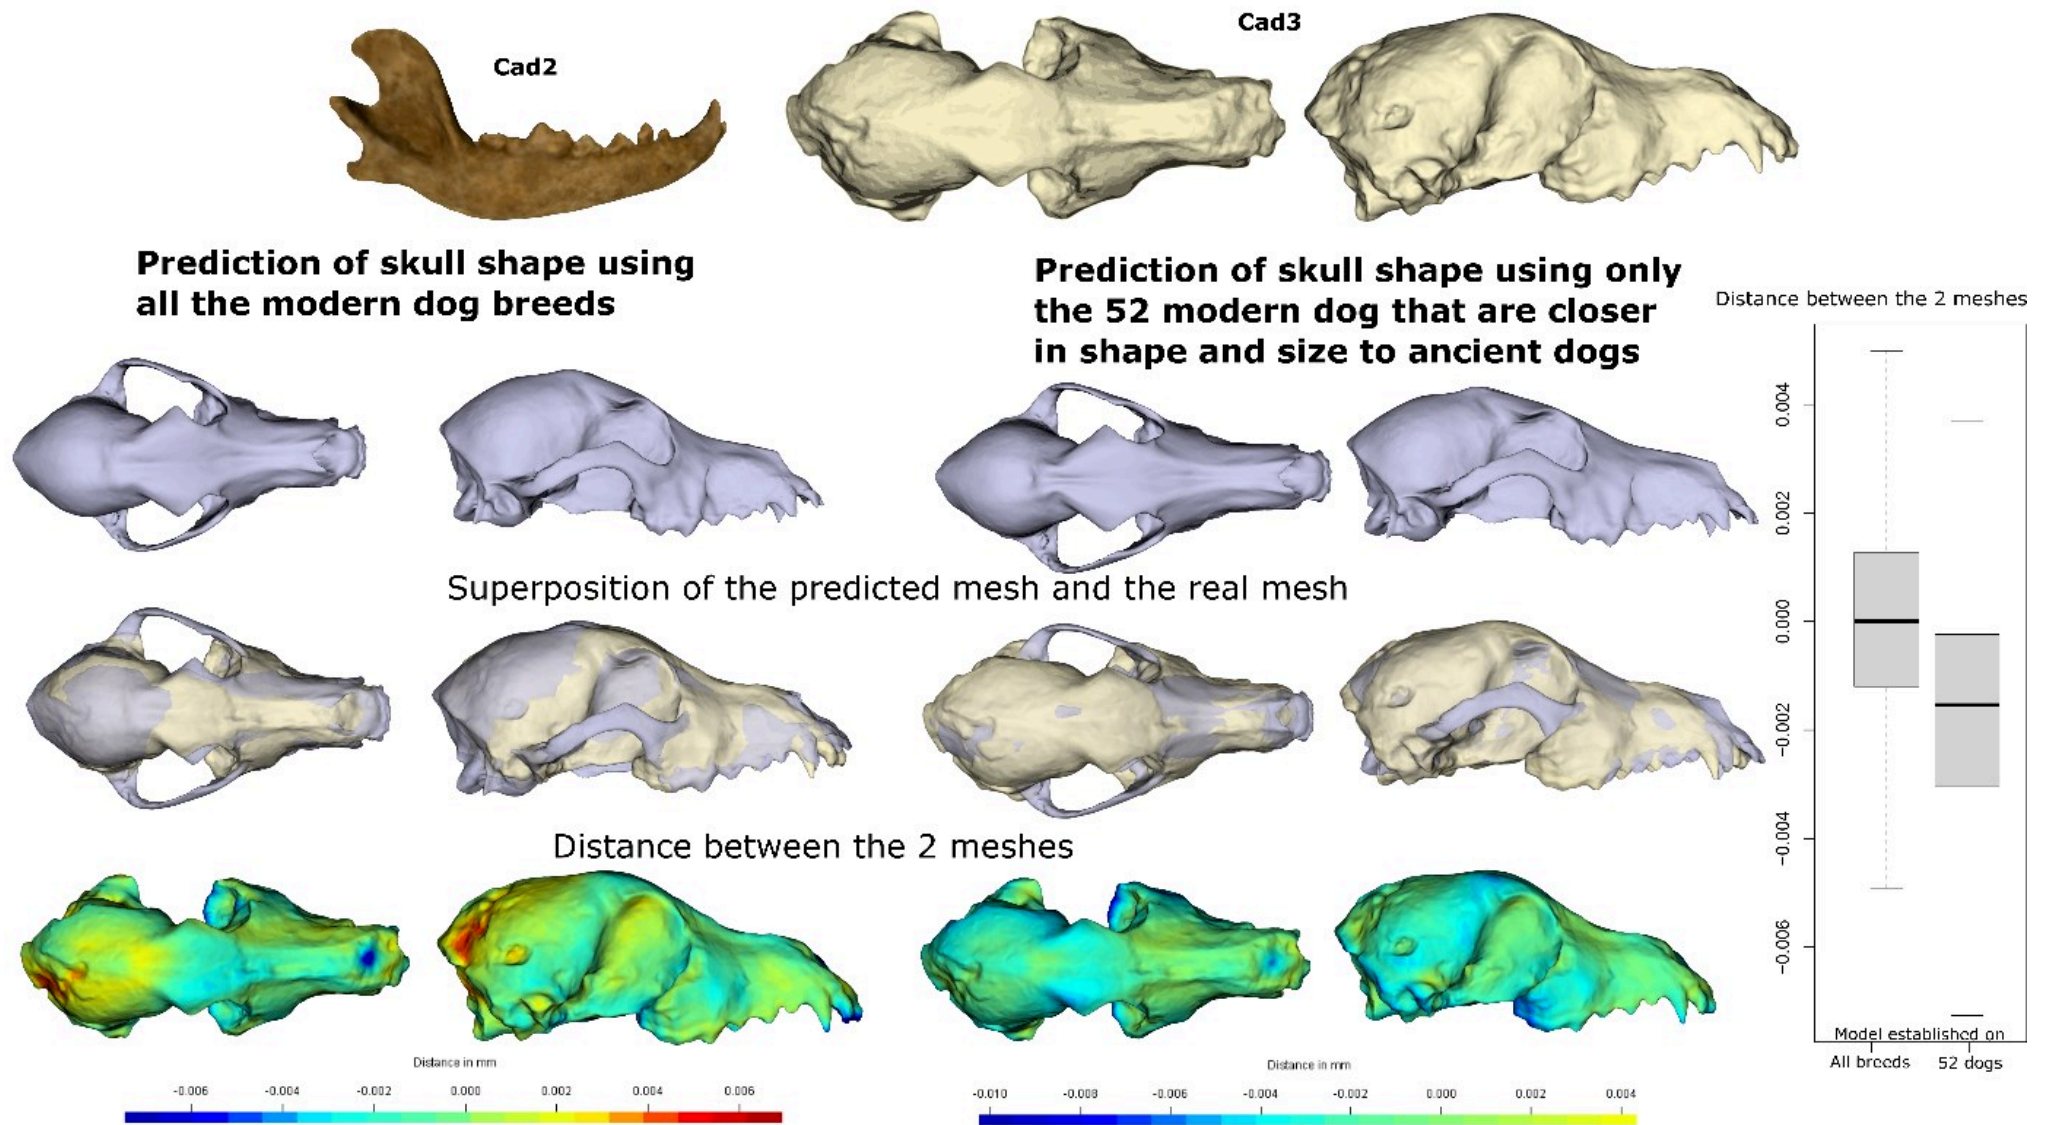 Cad2
Cad3
Prediction of skull shape using
all the modern dog breeds
Prediction of skull shape using only
the 52 modern dog that are closer
in shape and size to ancient dogs
Distance between the 2 meshes
0.004
0.002
0.000
-0.002
-0.004
-0.006
Model established on
All breeds 52 dogs
Superposition of the predicted mesh and the real mesh
Distance between the 2 meshes
Distance in mm
-0.006 -0.004 -0.002 0.000 0.002 0.004 0.006
Distance in mm
-0.010 -0.008 -0.006 -0.004 -0.002 0.000 0.002 0.004